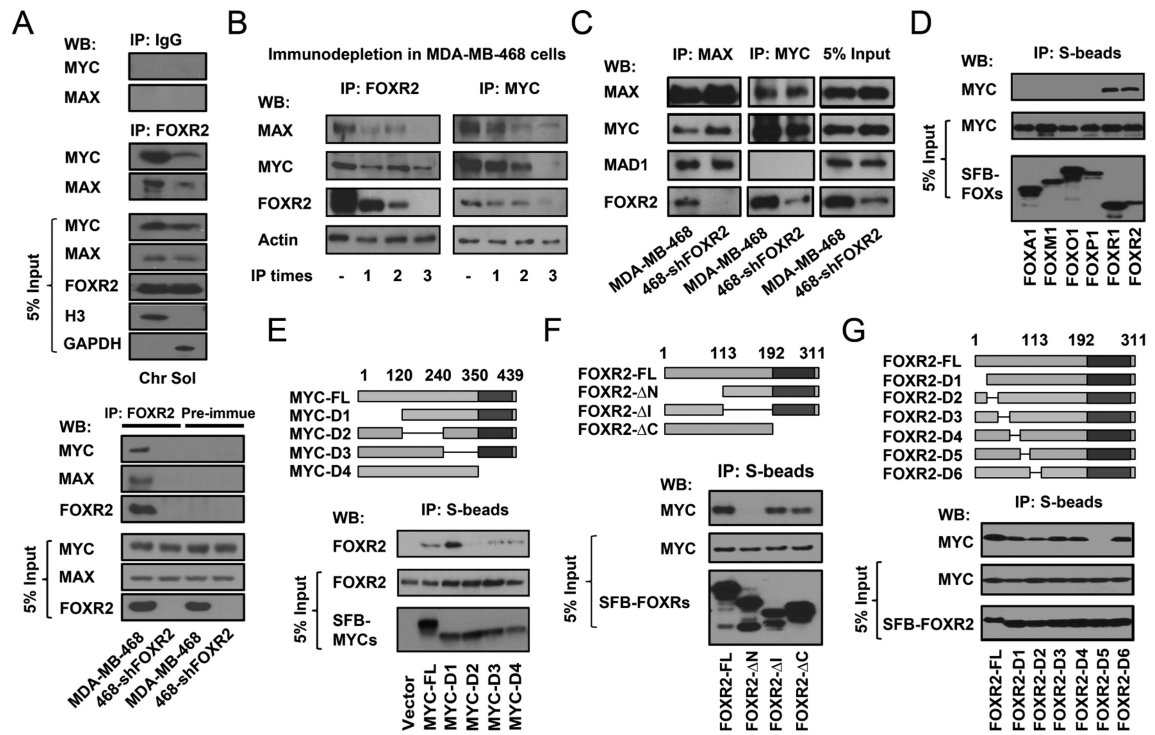 A
WB:
IP: IgG
MYC
MAX
IP: FOXR2
MYC
MAX
5% Input
MYC
MAX
FOXR2
H3
GAPDH
Chr Sol
IP: FOXR2 Pre-immue
WB:
MYC
MAX
FOXR2
5% Input
MYC
MAX
FOXR2
MDA-MB-468
468-shFOXR2
MDA-MB-468
468-shFOXR2
B
Immunodepletion in MDA-MB-468 cells
IP: FOXR2 IP: MYC
WB:
MAX
MYC
FOXR2
Actin
IP times - 1 2 3 - 1 2 3
C
IP: MAX IP: MYC 5% Input
WB:
MAX
MYC
MAD1
FOXR2
MDA-MB-468
468-shFOXR2
MDA-MB-468
468-shFOXR2
MDA-MB-468
468-shFOXR2
D
IP: S-beads
WB:
MYC
5% Input
MYC
SFB-
FOXs
FOXA1
FOXM1
FOXO1
FOXP1
FOXR1
FOXR2
E
1 120 240 350 439
MYC-FL
MYC-D1
MYC-D2
MYC-D3
MYC-D4
IP: S-beads
WB:
FOXR2
5% Input
FOXR2
SFB-
MYCs
Vector
MYC-FL
MYC-D1
MYC-D2
MYC-D3
MYC-D4
F
1 113 192 311
FOXR2-FL
FOXR2-ΔN
FOXR2-ΔI
FOXR2-ΔC
IP: S-beads
WB:
MYC
5% Input
MYC
SFB-FOXRs
FOXR2-FL
FOXR2-ΔN
FOXR2-ΔI
FOXR2-ΔC
G
1 113 192 311
FOXR2-FL
FOXR2-D1
FOXR2-D2
FOXR2-D3
FOXR2-D4
FOXR2-D5
FOXR2-D6
IP: S-beads
WB:
MYC
5% Input
MYC
SFB-FOXR2
FOXR2-FL
FOXR2-D1
FOXR2-D2
FOXR2-D3
FOXR2-D4
FOXR2-D5
FOXR2-D6